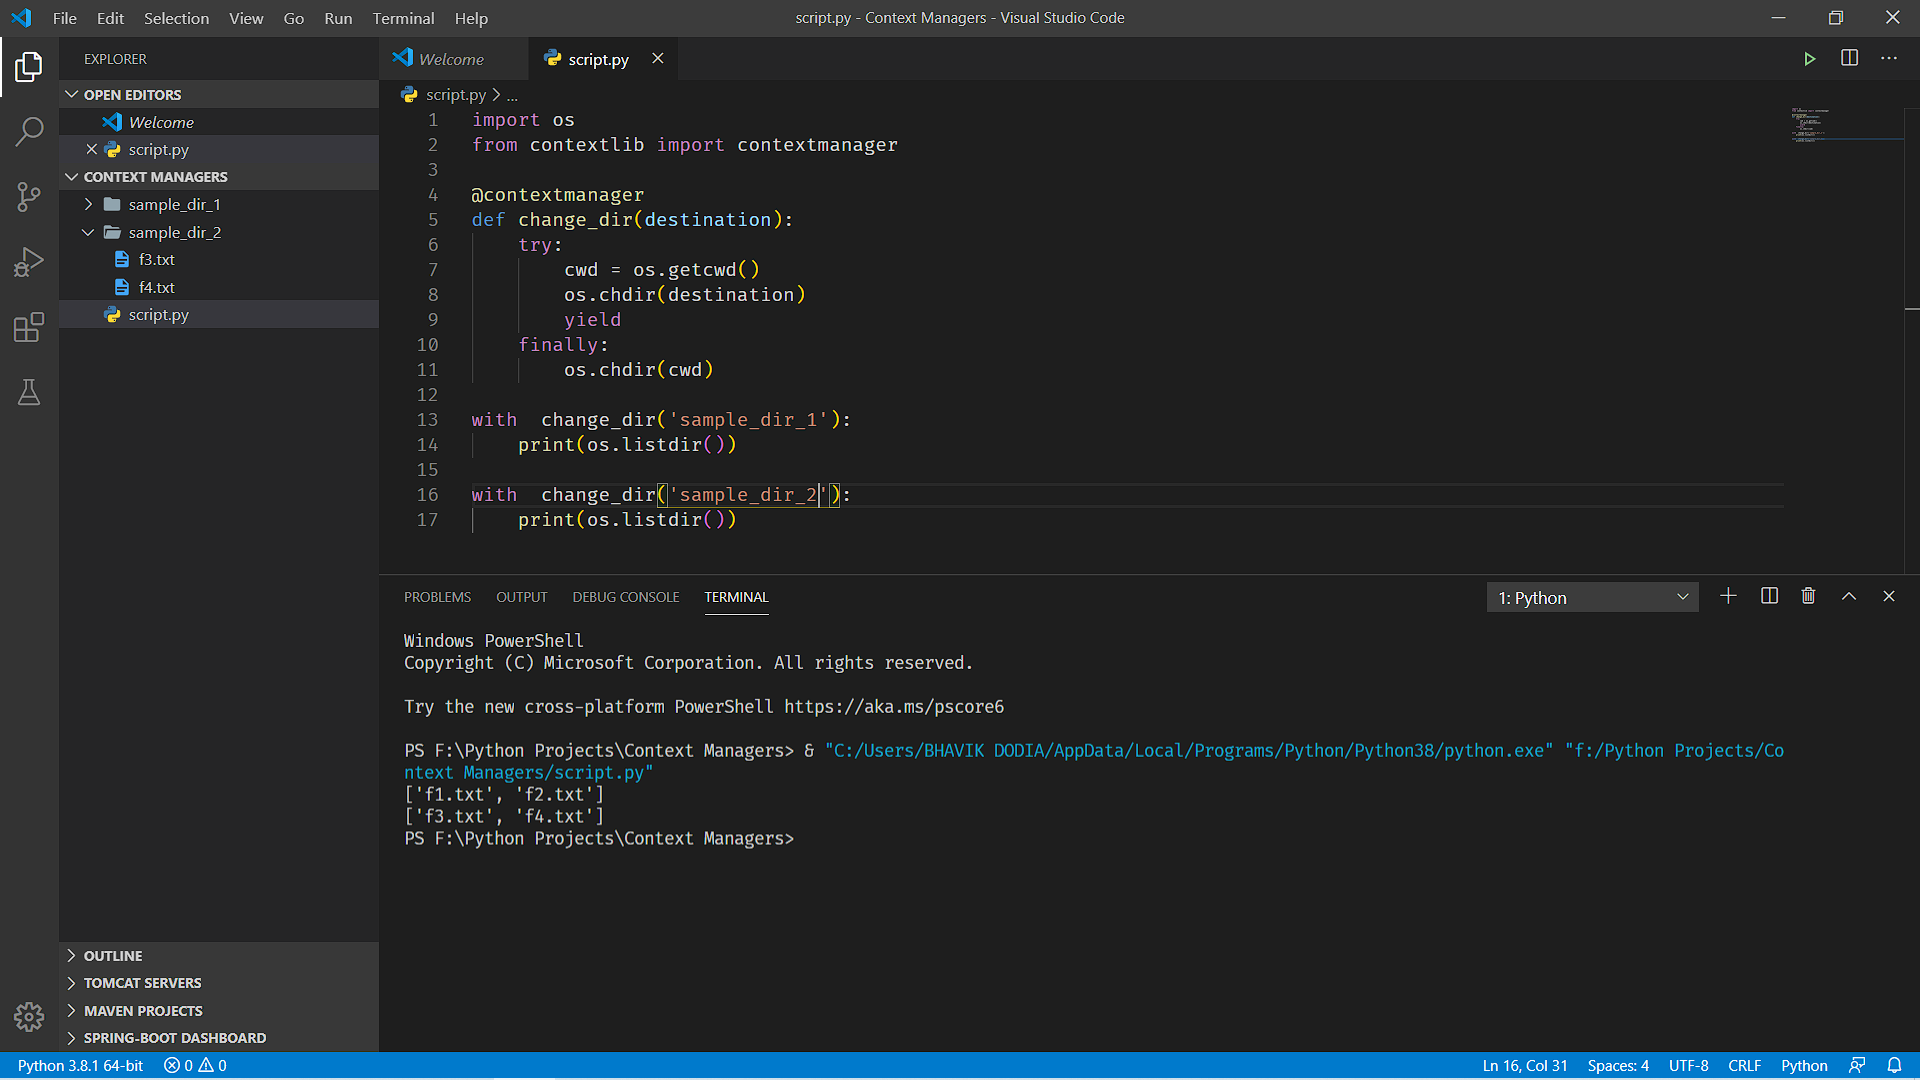 File Edit Selection View Go Run Terminal Help
script.py - Context Managers - Visual Studio Code
EXPLORER
OPEN EDITORS
Welcome
script.py
CONTEXT MANAGERS
sample_dir_1
sample_dir_2
f3.txt
f4.txt
script.py
OUTLINE
TOMCAT SERVERS
MAVEN PROJECTS
SPRING-BOOT DASHBOARD
Welcome script.py
script.py > ...
1 import os
2 from contextlib import contextmanager
3
4 @contextmanager
5 def change_dir(destination):
6     try:
7         cwd = os.getcwd()
8         os.chdir(destination)
9         yield
10     finally:
11         os.chdir(cwd)
12
13 with  change_dir('sample_dir_1'):
14     print(os.listdir())
15
16 with  change_dir('sample_dir_2'):
17     print(os.listdir())
PROBLEMS OUTPUT DEBUG CONSOLE TERMINAL 1: Python
Windows PowerShell
Copyright (C) Microsoft Corporation. All rights reserved.
Try the new cross-platform PowerShell https://aka.ms/pscore6
PS F:\Python Projects\Context Managers> & "C:/Users/BHAVIK DODIA/AppData/Local/Programs/Python/Python38/python.exe" "f:/Python Projects/Co
ntext Managers/script.py"
['f1.txt', 'f2.txt']
['f3.txt', 'f4.txt']
PS F:\Python Projects\Context Managers>
Python 3.8.1 64-bit 0 0 Ln 16, Col 31 Spaces: 4 UTF-8 CRLF Python